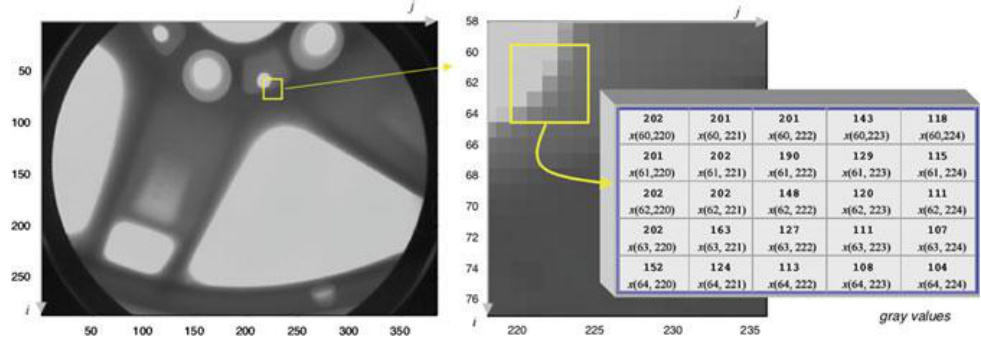 j
50
100
150
200
250
i
50 100 150 200 250 300 350
j
58
60
62
64
66
68
70
72
74
76
i
220 225 230 235
202 201 201 143 118
x(60,220) x(60, 221) x(60, 222) x(60,223) x(60,224)
201 202 190 129 115
x(61,220) x(61, 221) x(61, 222) x(61, 223) x(61, 224)
202 202 148 120 111
x(62,220) x(62, 221) x(62, 222) x(62, 223) x(62, 224)
202 163 127 111 107
x(63, 220) x(63, 221) x(63, 222) x(63, 223) x(63, 224)
152 124 113 108 104
x(64, 220) x(64, 221) x(64, 222) x(64, 223) x(64, 224)
gray values